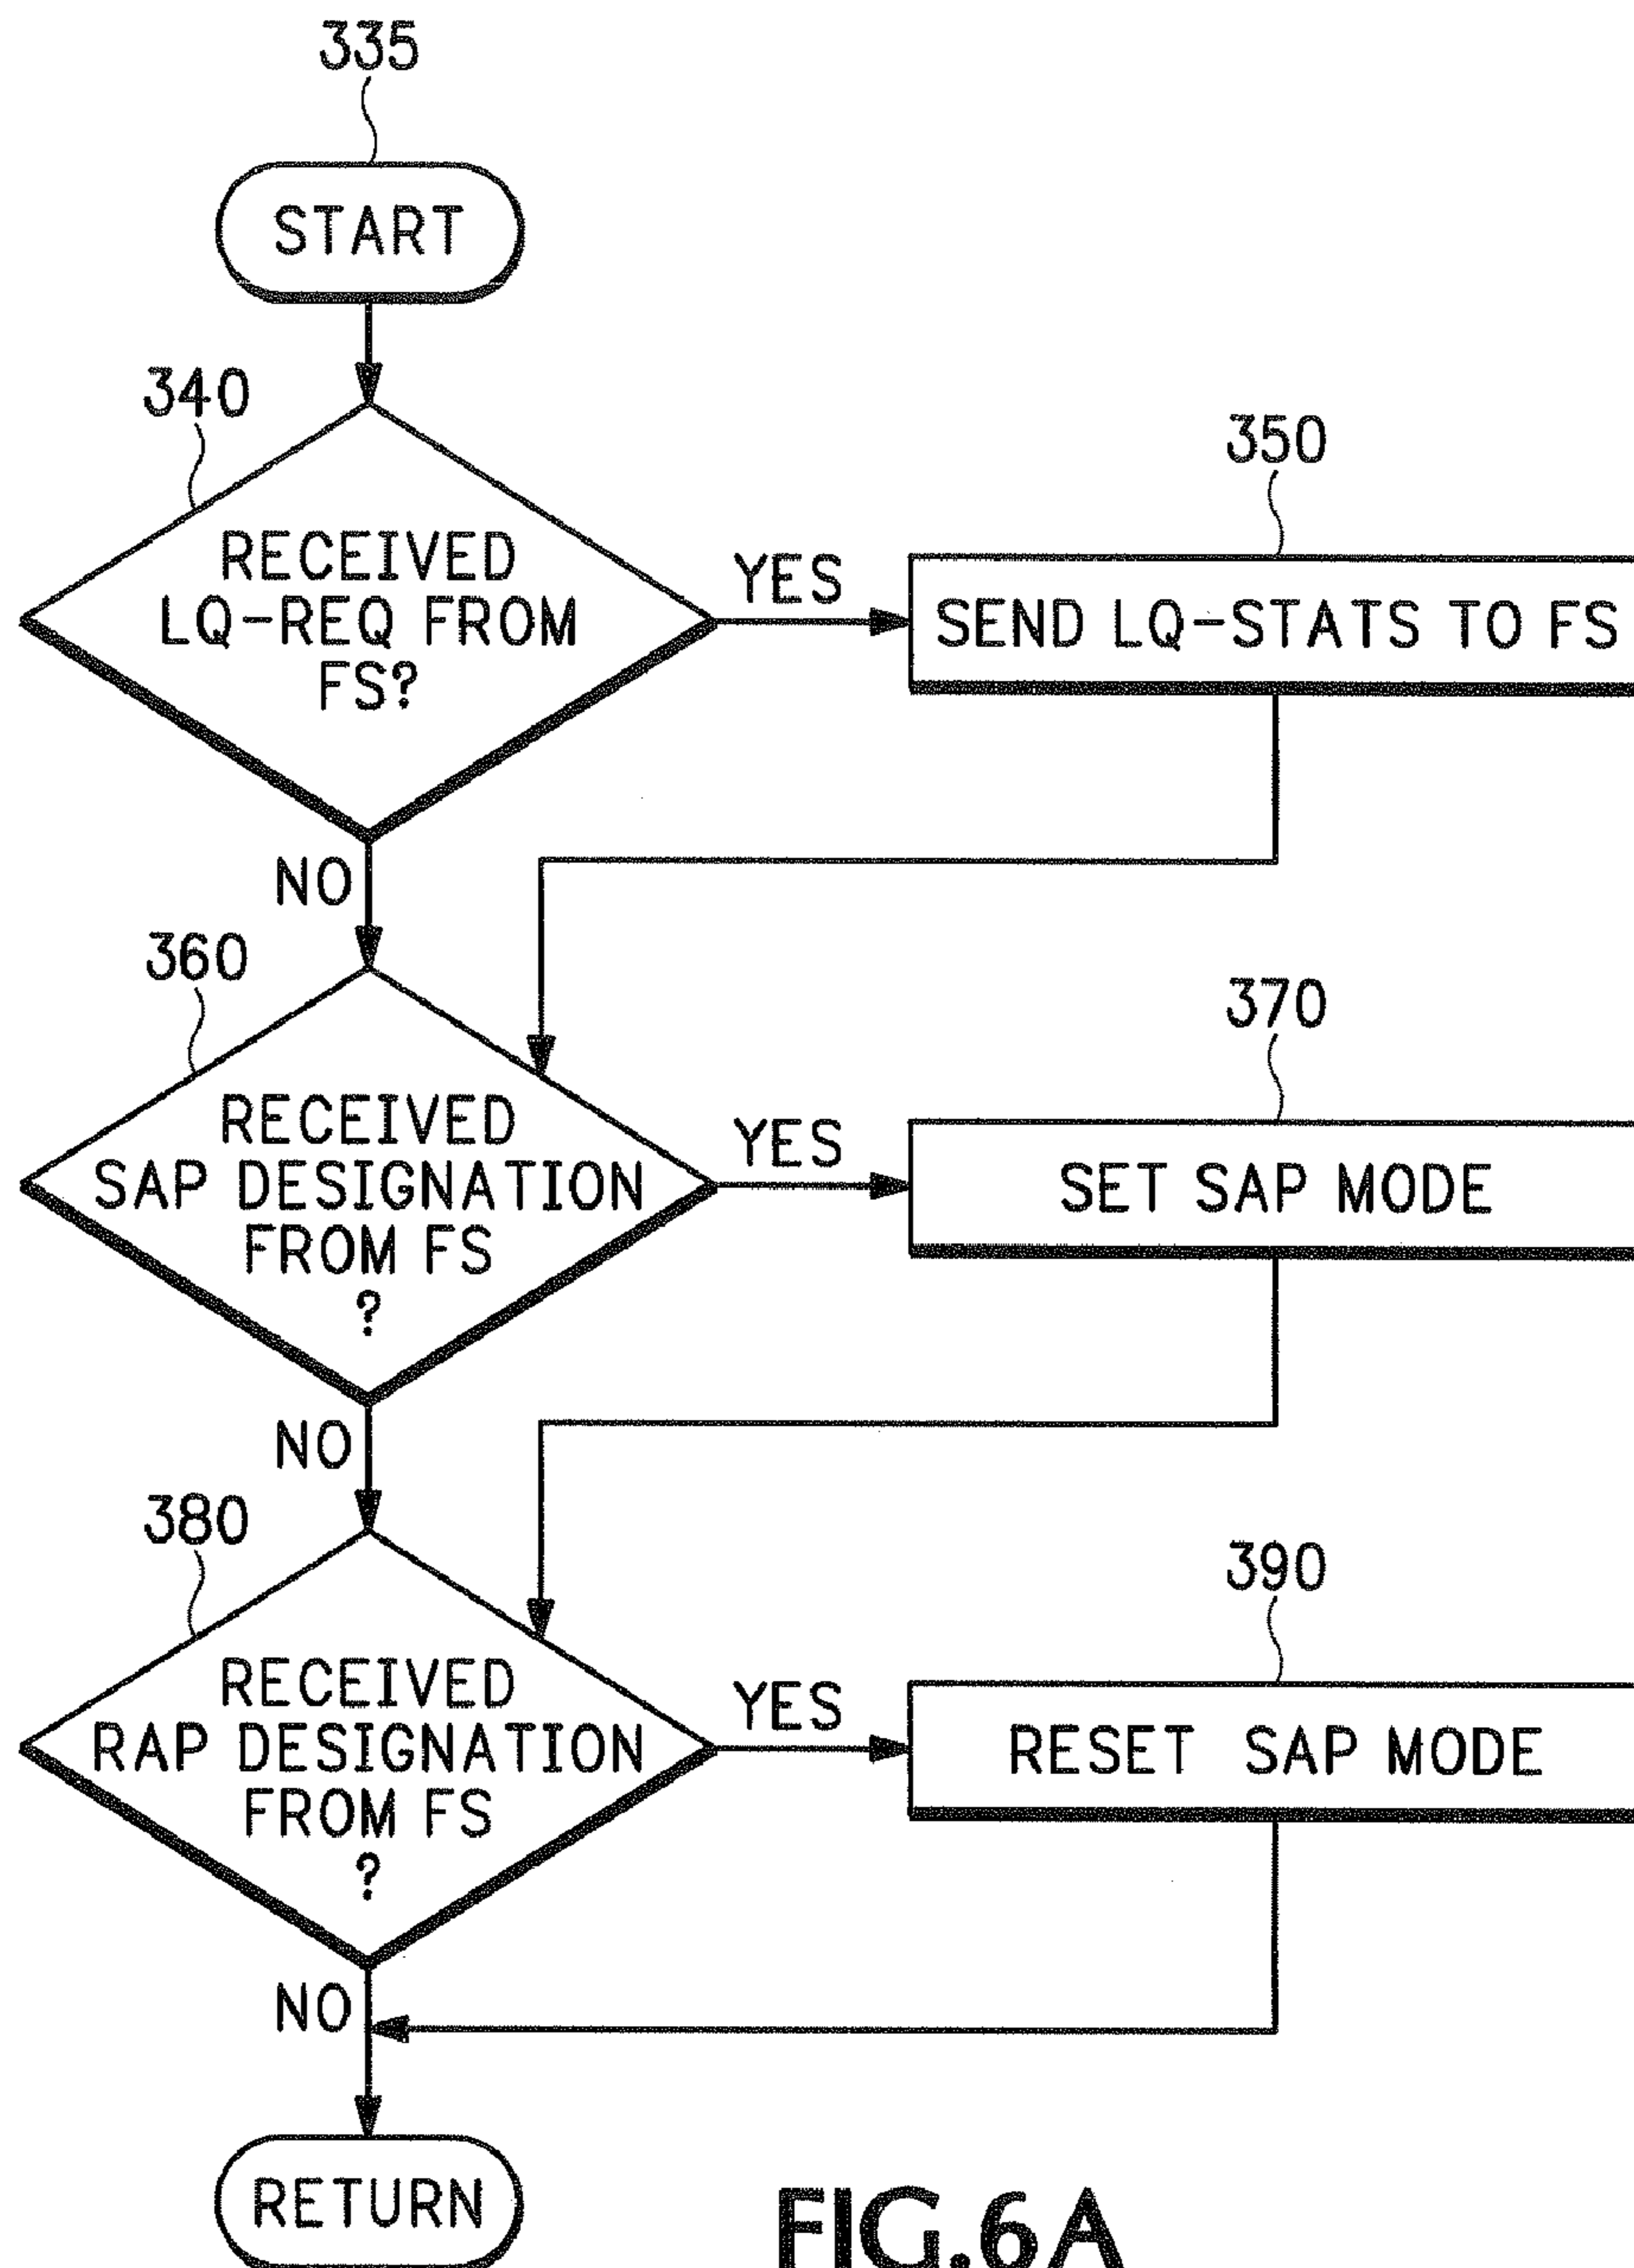 335
START
340
RECEIVED
LQ-REQ FROM
FS?
YES
350
SEND LQ-STATS TO FS
NO
360
RECEIVED
SAP DESIGNATION
FROM FS
?
YES
370
SET SAP MODE
NO
380
RECEIVED
RAP DESIGNATION
FROM FS
?
YES
390
RESET SAP MODE
NO
RETURN
FIG.6A